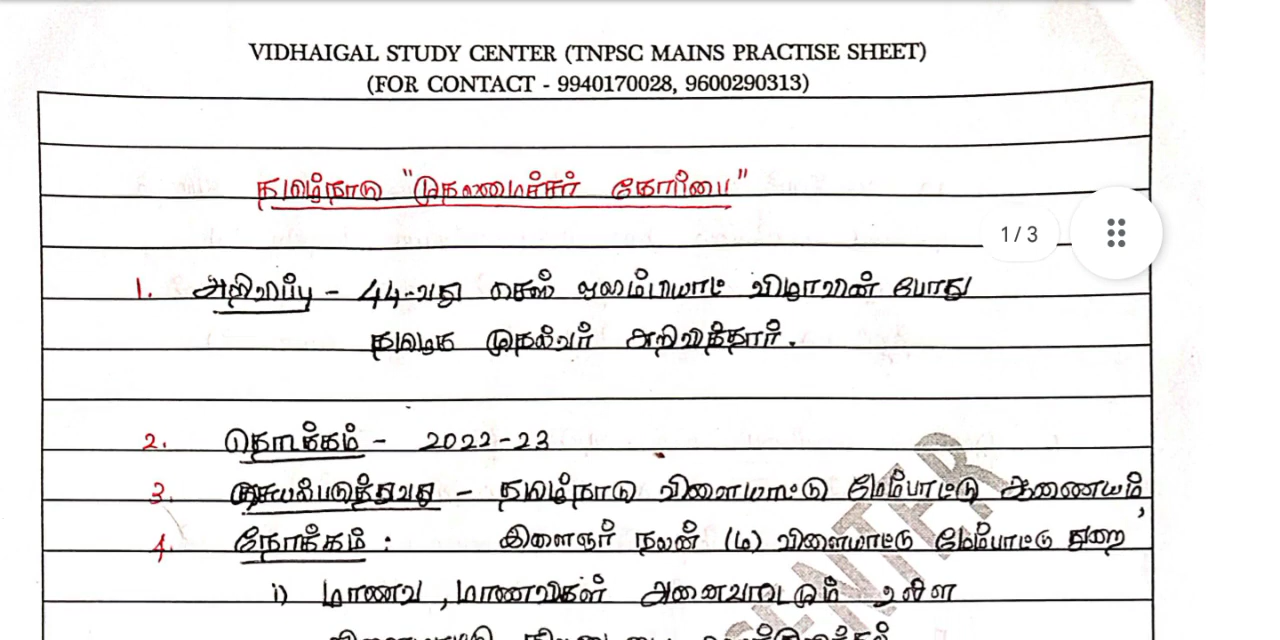 VIDHAIGAL STUDY CENTER (TNPSC MAINS PRACTISE SHEET)
(FOR CONTACT - 9940170028, 9600290313)
தமிழ்நாடு "முதலமைச்சர் கோப்பை"
1 / 3
1. அறிவிப்பு - 44-வது செஸ் ஒலம்பியாட் விழாவின் போது
தமிழக முதல்வர் அறிவித்தார்.
2. தொடக்கம் - 2022-23
3. செயல்படுத்துவது - தமிழ்நாடு விளையாட்டு மேம்பாட்டு ஆணையம்,
4. நோக்கம் : இளைஞர் நலன் (ம) விளையாட்டு மேம்பாட்டு துறை
i) மாணவ, மாணவிகள் அனைவரிடமும் உள்ள
CENTER